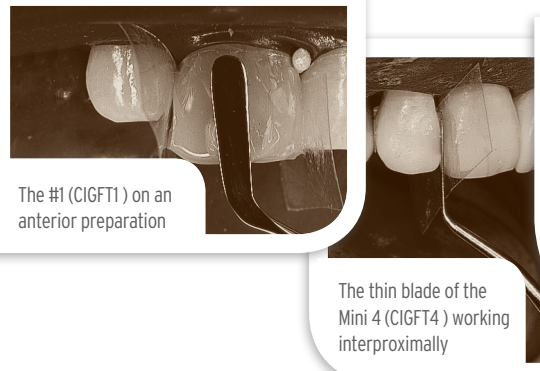 The #1 (CIGFT1 ) on an
anterior preparation
The thin blade of the
Mini 4 (CIGFT4 ) working
interproximally